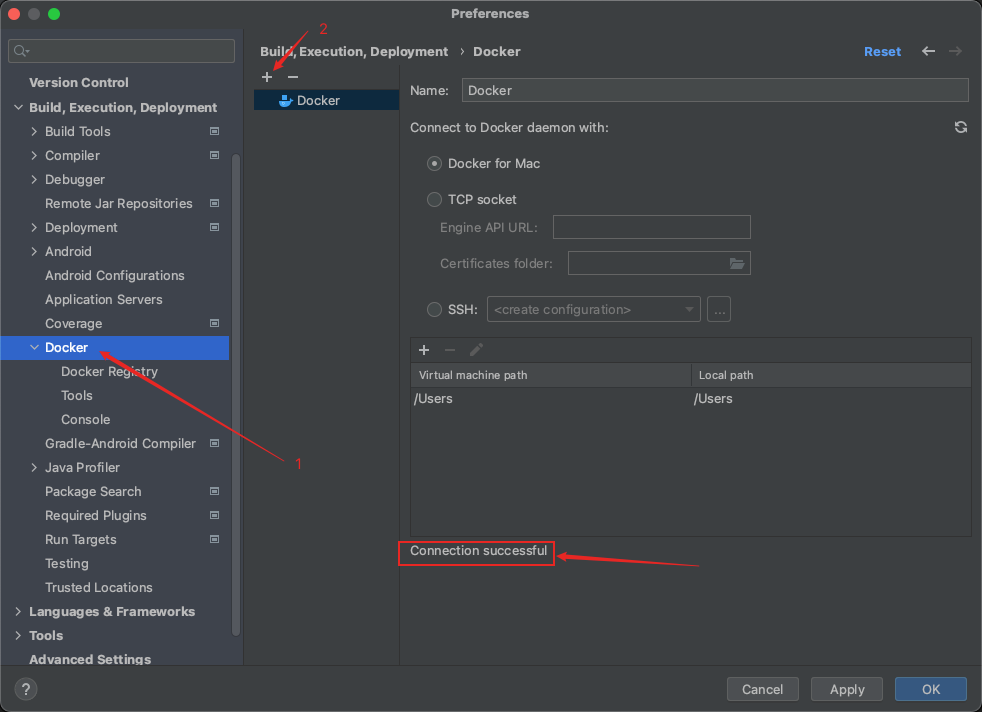 Preferences
2
Build, Execution, Deployment › Docker
Reset
Version Control
Build, Execution, Deployment
Build Tools
Compiler
Debugger
Remote Jar Repositories
Deployment
Android
Android Configurations
Application Servers
Coverage
Docker
Docker Registry
Tools
Console
Gradle-Android Compiler
Java Profiler
Package Search
Required Plugins
Run Targets
Testing
Trusted Locations
Languages & Frameworks
Tools
Advanced Settings
1
+ −
Docker
Name: Docker
Connect to Docker daemon with:
Docker for Mac
TCP socket
Engine API URL:
Certificates folder:
SSH: <create configuration> ...
+ −
Virtual machine path Local path
/Users /Users
Connection successful
? Cancel Apply OK